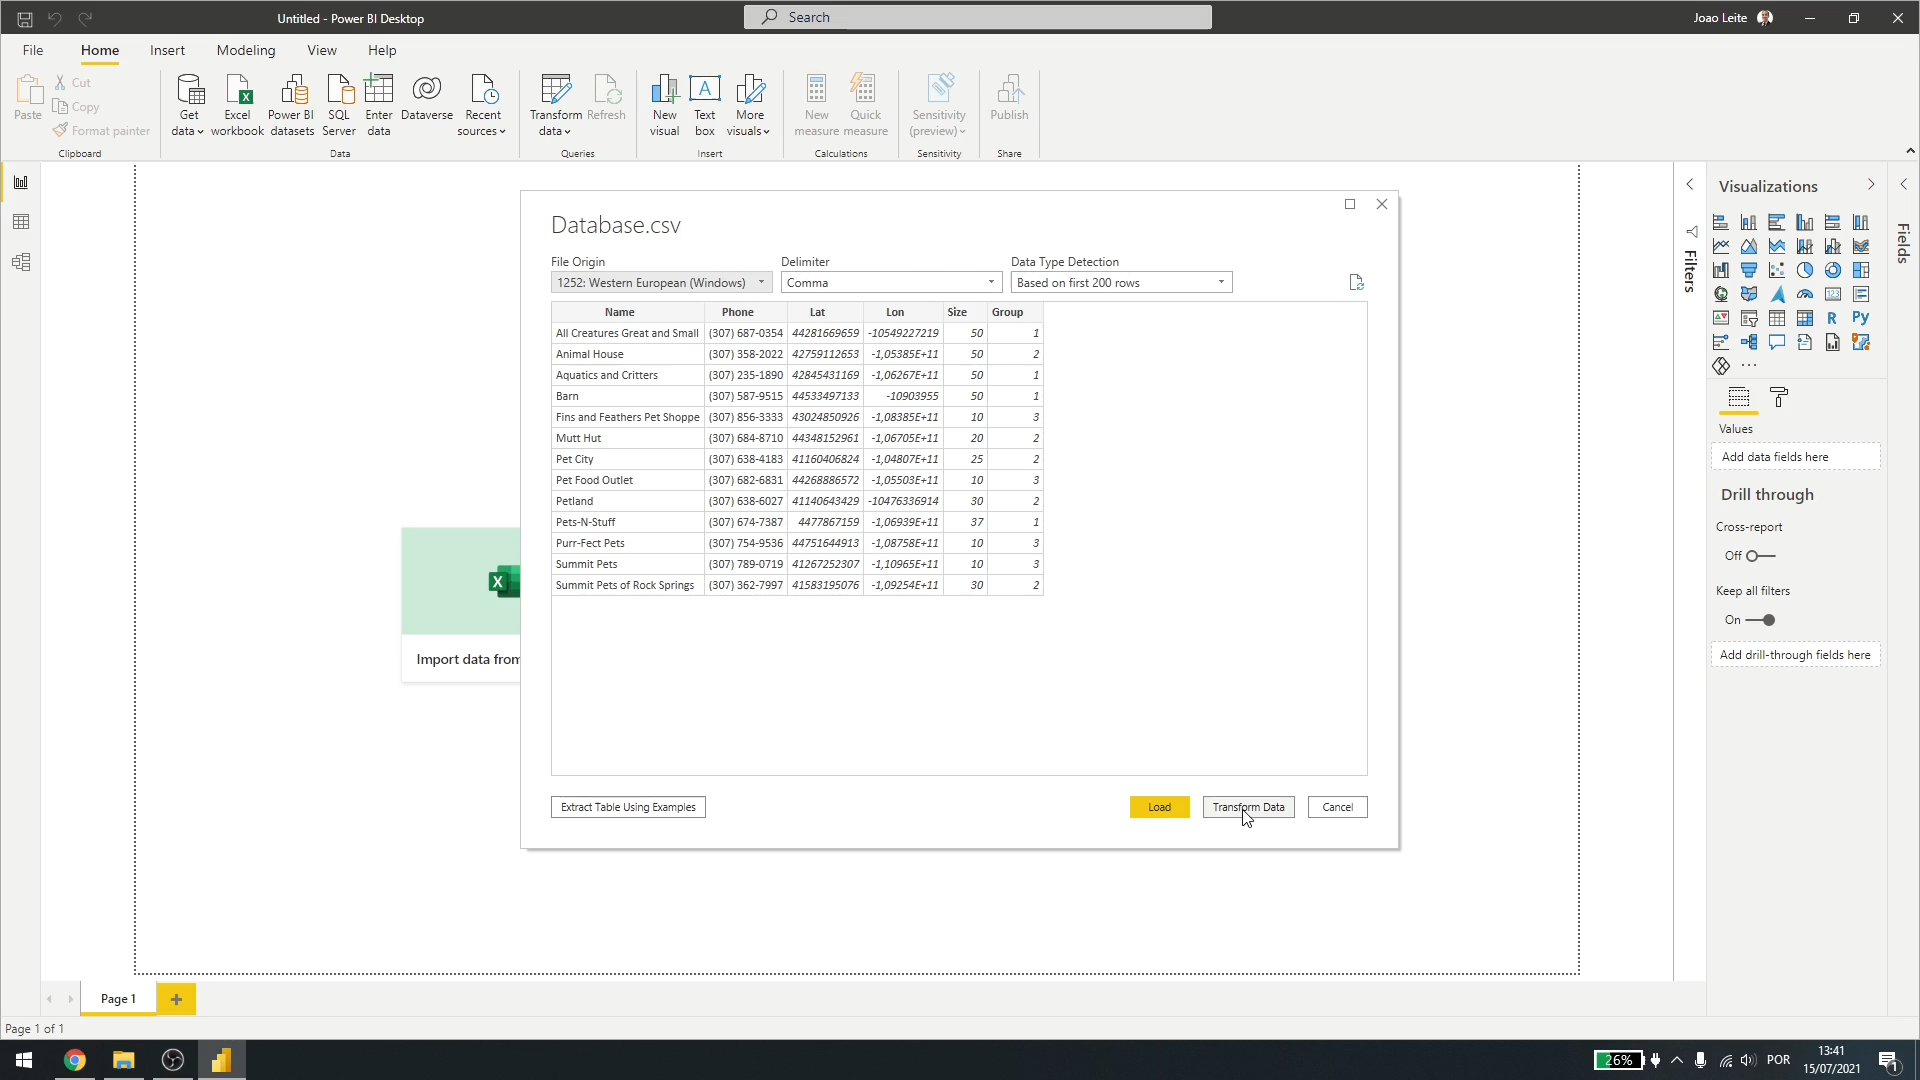 Untitled - Power BI Desktop
Search
Joao Leite
File
Home
Insert
Modeling
View
Help
Paste
Cut
Copy
Format painter
Clipboard
Get data
Excel workbook
Power BI datasets
SQL Server
Enter data
Dataverse
Recent sources
Data
Transform data
Refresh
Queries
New visual
Text box
More visuals
Insert
New measure
Quick measure
Calculations
Sensitivity (preview)
Sensitivity
Publish
Share
Database.csv
File Origin
1252: Western European (Windows)
Delimiter
Comma
Data Type Detection
Based on first 200 rows
Name Phone Lat Lon Size Group
All Creatures Great and Small (307) 687-0354 44281669659 -10549227219 50 1
Animal House (307) 358-2022 42759112653 -1,05385E+11 50 2
Aquatics and Critters (307) 235-1890 42845431169 -1,06267E+11 50 1
Barn (307) 587-9515 44533497133 -10903955 50 1
Fins and Feathers Pet Shoppe (307) 856-3333 43024850926 -1,08385E+11 10 3
Mutt Hut (307) 684-8710 44348152961 -1,06705E+11 20 2
Pet City (307) 638-4183 41160406824 -1,04807E+11 25 2
Pet Food Outlet (307) 682-6831 44268886572 -1,05503E+11 10 3
Petland (307) 638-6027 41140643429 -10476336914 30 2
Pets-N-Stuff (307) 674-7387 4477867159 -1,06939E+11 37 1
Purr-Fect Pets (307) 754-9536 44751644913 -1,08758E+11 10 3
Summit Pets (307) 789-0719 41267252307 -1,10965E+11 10 3
Summit Pets of Rock Springs (307) 362-7997 41583195076 -1,09254E+11 30 2
Extract Table Using Examples
Load
Transform Data
Cancel
Import data from
Filters
Visualizations
R
Py
Values
Add data fields here
Drill through
Cross-report
Off
Keep all filters
On
Add drill-through fields here
Fields
Page 1
Page 1 of 1
26%
POR
13:41
15/07/2021
1